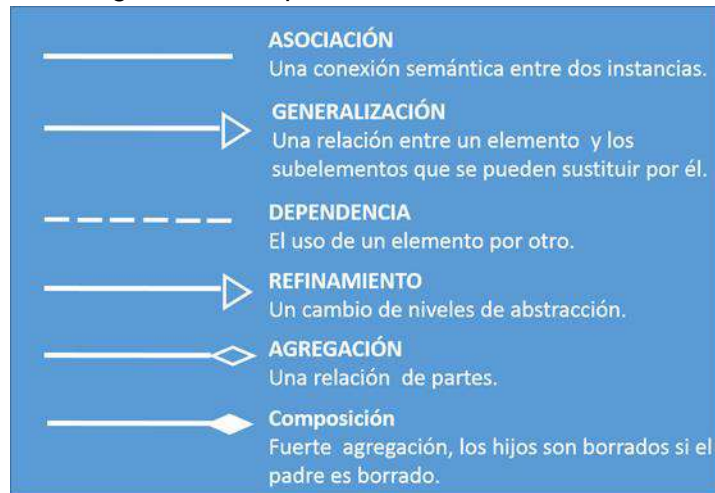 ASOCIACIÓN
Una conexión semántica entre dos instancias.
GENERALIZACIÓN
Una relación entre un elemento y los
subelementos que se pueden sustituir por él.
DEPENDENCIA
El uso de un elemento por otro.
REFINAMIENTO
Un cambio de niveles de abstracción.
AGREGACIÓN
Una relación de partes.
Composición
Fuerte agregación, los hijos son borrados si el
padre es borrado.